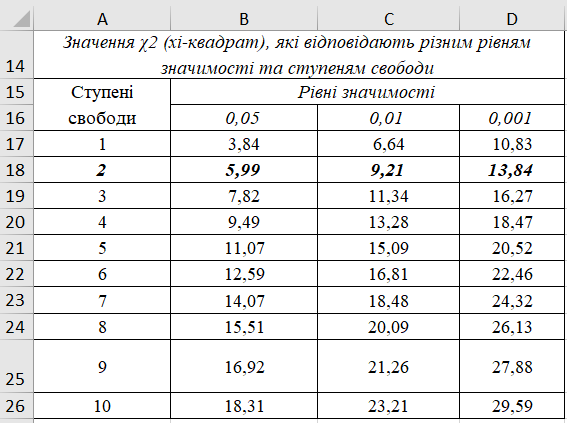 A B C D
14 Значення χ2 (хі-квадрат), які відповідають різним рівням
значимості та ступеням свободи
15 Ступені Рівні значимості
16 свободи 0,05 0,01 0,001
17 1 3,84 6,64 10,83
18 2 5,99 9,21 13,84
19 3 7,82 11,34 16,27
20 4 9,49 13,28 18,47
21 5 11,07 15,09 20,52
22 6 12,59 16,81 22,46
23 7 14,07 18,48 24,32
24 8 15,51 20,09 26,13
25 9 16,92 21,26 27,88
26 10 18,31 23,21 29,59